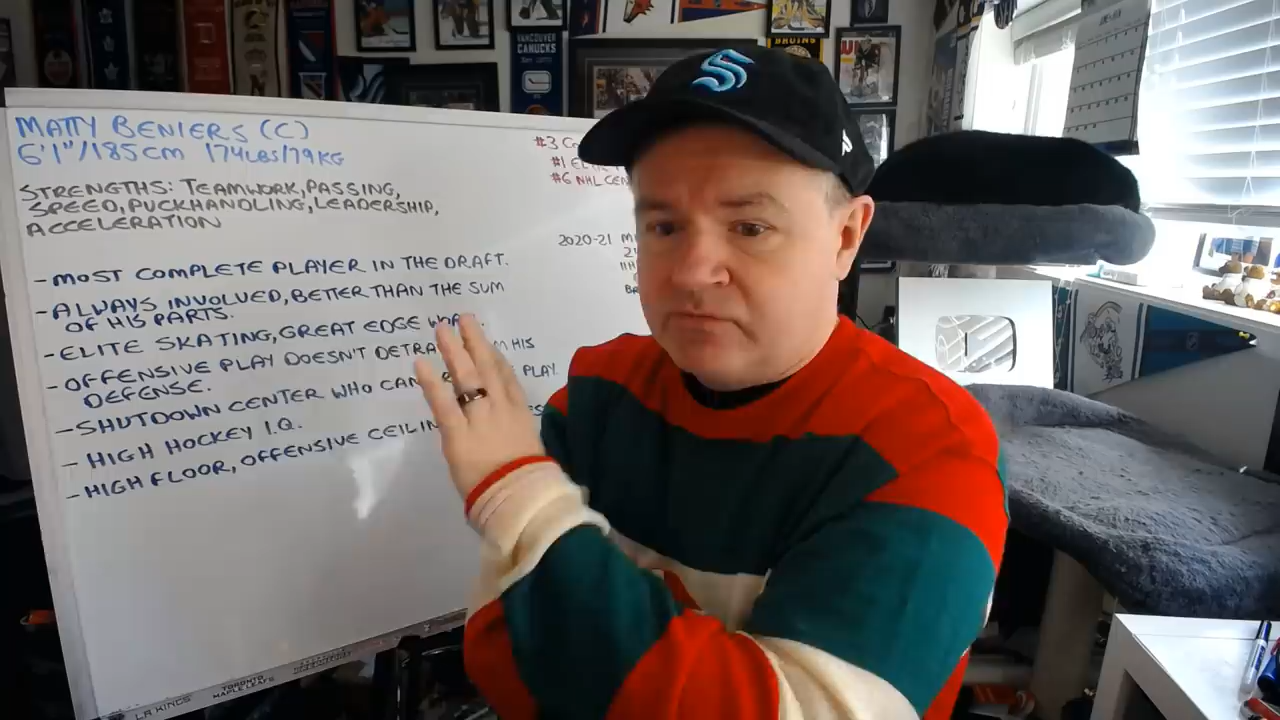 VANCOUVER
CANUCKS
BRUINS
MATTY BENIERS (C)
6'1"/185CM 174LBS/79KG
STRENGTHS: TEAMWORK, PASSING,
SPEED, PUCKHANDLING, LEADERSHIP,
ACCELERATION
- MOST COMPLETE PLAYER IN THE DRAFT.
- ALWAYS INVOLVED, BETTER THAN THE SUM
OF HIS PARTS.
- ELITE SKATING, GREAT EDGE
- OFFENSIVE PLAY DOESN'T HIS
DEFENSE.
- SHUTDOWN CENTER WHO CAN PLAY.
- HIGH HOCKEY I.Q.
- HIGH FLOOR, OFFENSIVE
#3
#1
#6 NHL CEN
2020-21
TORONTO
MAPLE LEAFS
LA KINGS